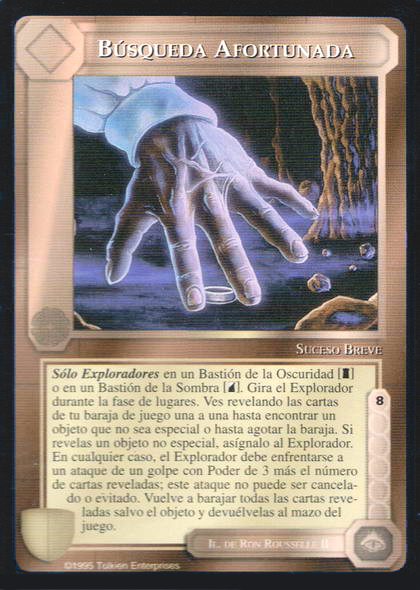 Búsqueda Afortunada
Suceso Breve
Sólo Exploradores en un Bastión de la Oscuridad []
o en un Bastión de la Sombra []. Gira el Explorador
durante la fase de lugares. Ves revelando las cartas
de tu baraja de juego una a una hasta encontrar un
objeto que no sea especial o hasta agotar la baraja. Si
revelas un objeto no especial, asígnalo al Explorador.
En cualquier caso, el Explorador debe enfrentarse a
un ataque de un golpe con Poder de 3 más el número
de cartas reveladas; este ataque no puede ser cancela-
do o evitado. Vuelve a barajar todas las cartas reve-
ladas salvo el objeto y devuélvelas al mazo del
juego.
8
Il. de Ron Rousselle II
©1995 Tolkien Enterprises